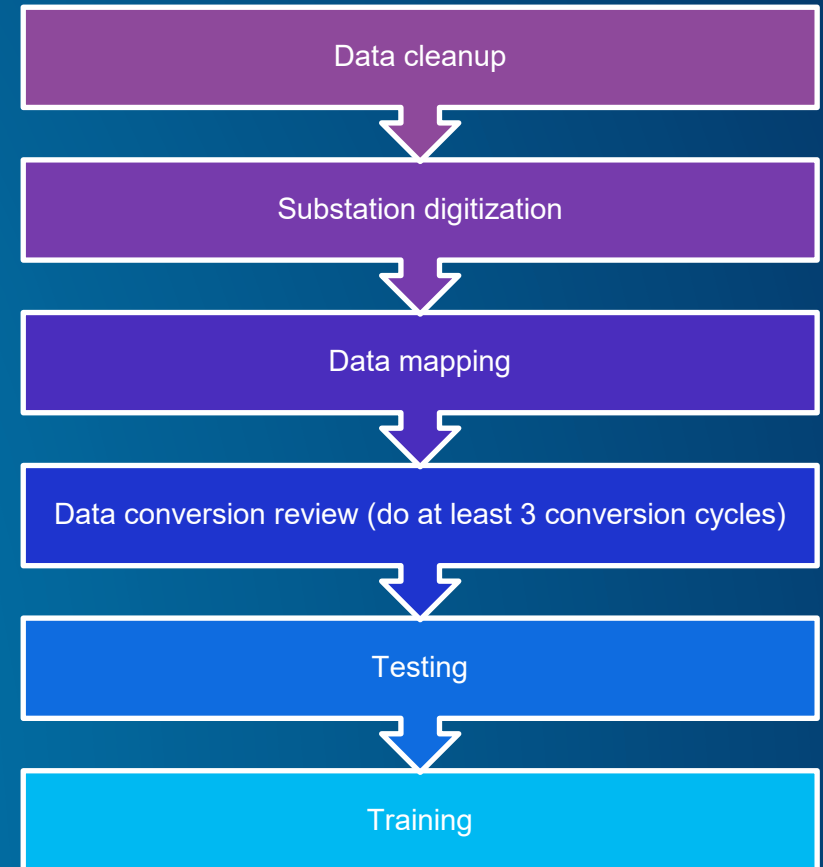 Data cleanup
Substation digitization
Data mapping
Data conversion review (do at least 3 conversion cycles)
Testing
Training